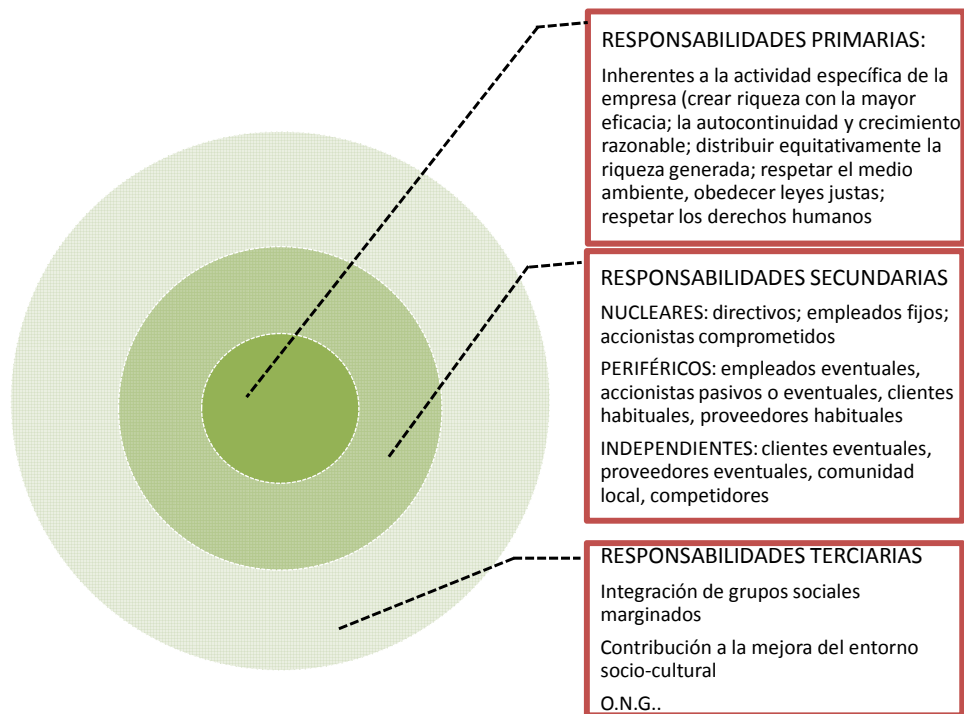 RESPONSABILIDADES PRIMARIAS:
Inherentes a la actividad específica de la
empresa (crear riqueza con la mayor
eficacia; la autocontinuidad y crecimiento
razonable; distribuir equitativamente la
riqueza generada; respetar el medio
ambiente, obedecer leyes justas;
respetar los derechos humanos
RESPONSABILIDADES SECUNDARIAS
NUCLEARES: directivos; empleados fijos;
accionistas comprometidos
PERIFÉRICOS: empleados eventuales,
accionistas pasivos o eventuales, clientes
habituales, proveedores habituales
INDEPENDIENTES: clientes eventuales,
proveedores eventuales, comunidad
local, competidores
RESPONSABILIDADES TERCIARIAS
Integración de grupos sociales
marginados
Contribución a la mejora del entorno
socio-cultural
O.N.G..